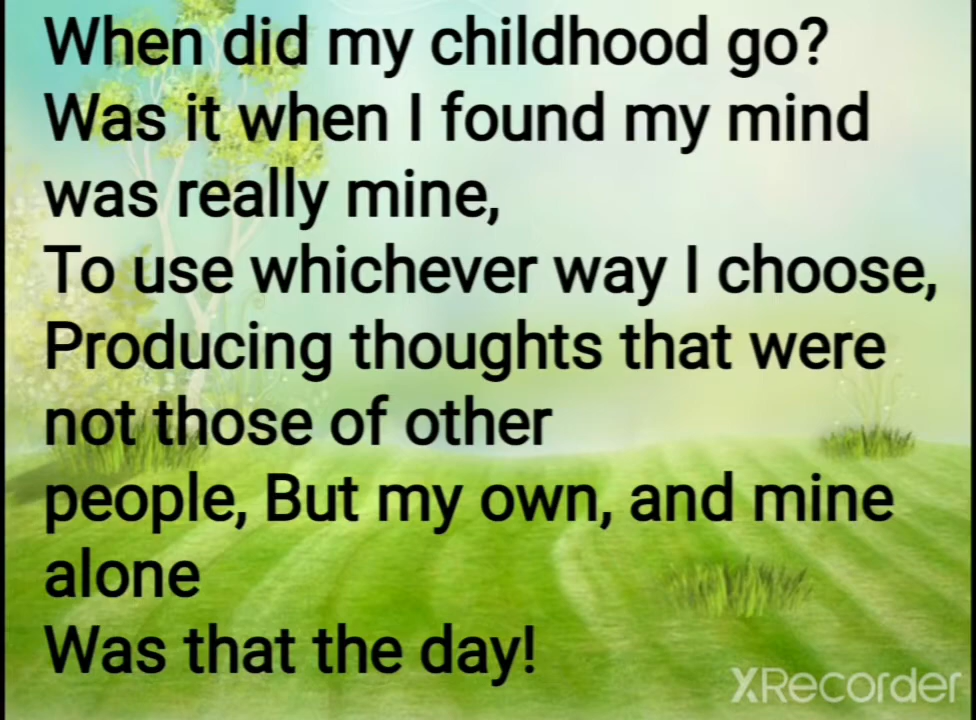 When did my childhood go?
Was it when I found my mind
was really mine,
To use whichever way I choose,
Producing thoughts that were
not those of other
people, But my own, and mine
alone
Was that the day!
XRecorder